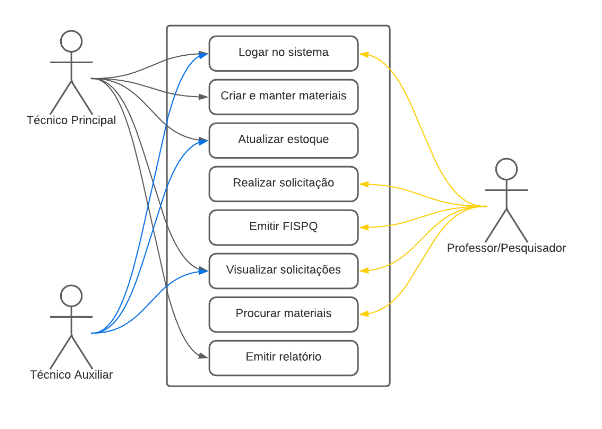 Logar no sistema
Criar e manter materiais
Técnico Principal
Atualizar estoque
Realizar solicitação
Emitir FISPQ
Professor/Pesquisador
Visualizar solicitações
Procurar materiais
Emitir relatório
Técnico Auxiliar